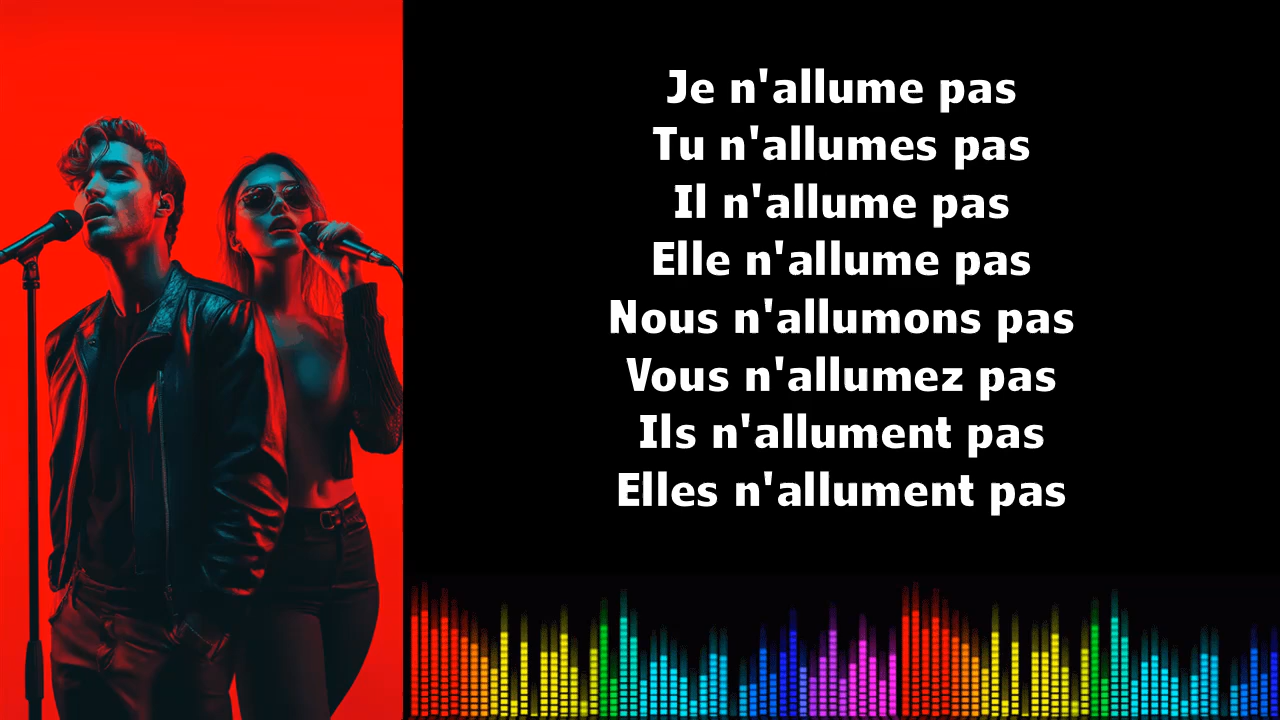 Je n'allume pas
Tu n'allumes pas
Il n'allume pas
Elle n'allume pas
Nous n'allumons pas
Vous n'allumez pas
Ils n'allument pas
Elles n'allument pas